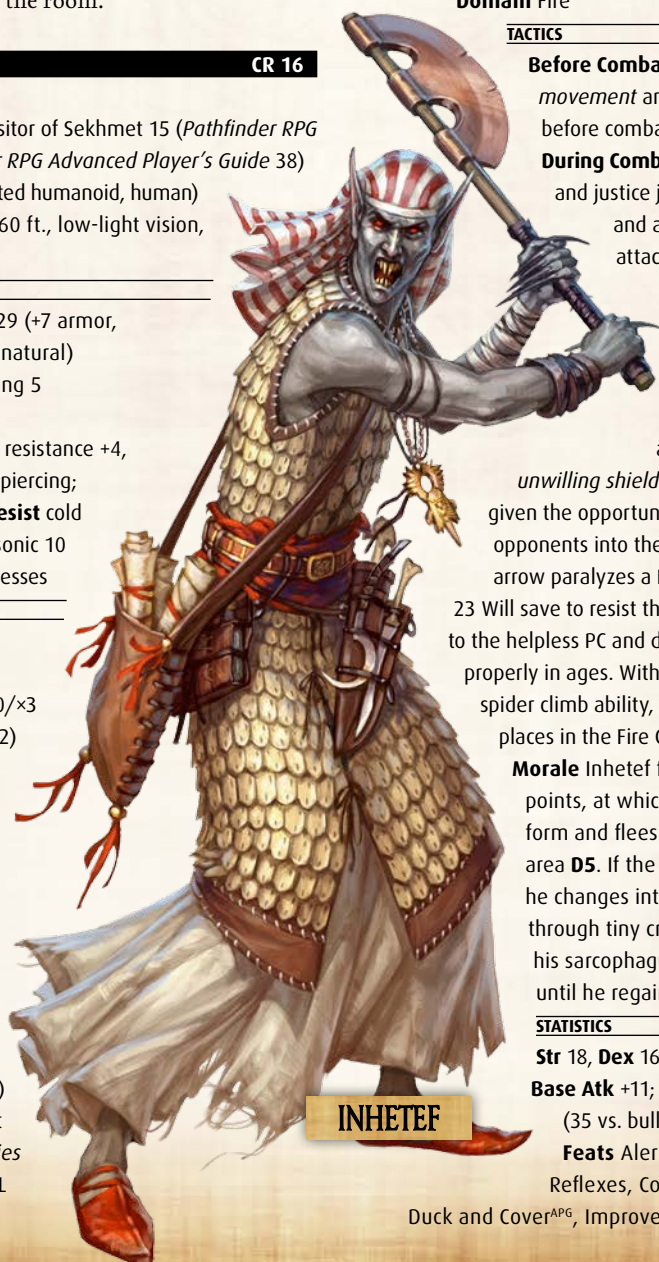 the room.
CR 16
sitor of Sekhmet 15 (Pathfinder RPG
RPG Advanced Player's Guide 38)
ted humanoid, human)
60 ft., low-light vision,
29 (+7 armor,
natural)
ng 5
resistance +4,
piercing;
esist cold
sonic 10
esses
0/×3
2)
)
t
ies
L
Domain Fire
TACTICS
Before Comba
movement an
before comba
During Comb
and justice j
and a
attac
a
unwilling shield
given the opportun
opponents into the
arrow paralyzes a
23 Will save to resist th
to the helpless PC and d
properly in ages. With
spider climb ability,
places in the Fire
Morale Inhetef f
points, at which
form and flees
area D5. If the
he changes int
through tiny cr
his sarcophag
until he regai
STATISTICS
Str 18, Dex 16
Base Atk +11;
(35 vs. bull
Feats Aler
Reflexes, Co
Duck and Cover^APG, Improve
INHETEF